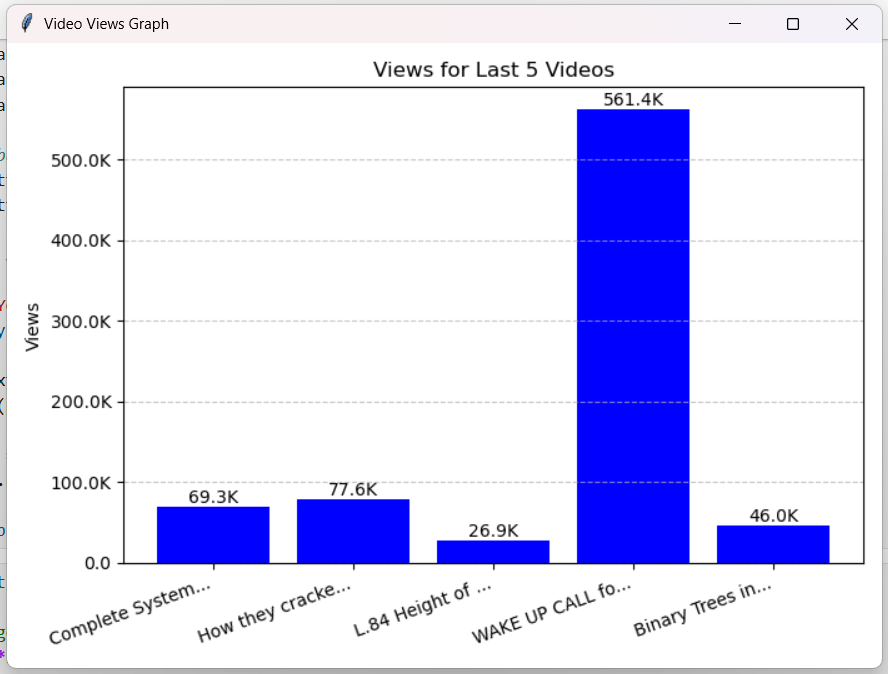 Video Views Graph
Views for Last 5 Videos
561.4K
500.0K
400.0K
300.0K
Views
200.0K
100.0K
69.3K
77.6K
26.9K
46.0K
0.0
Complete System...
How they cracke...
L.84 Height of ...
WAKE UP CALL fo...
Binary Trees in...